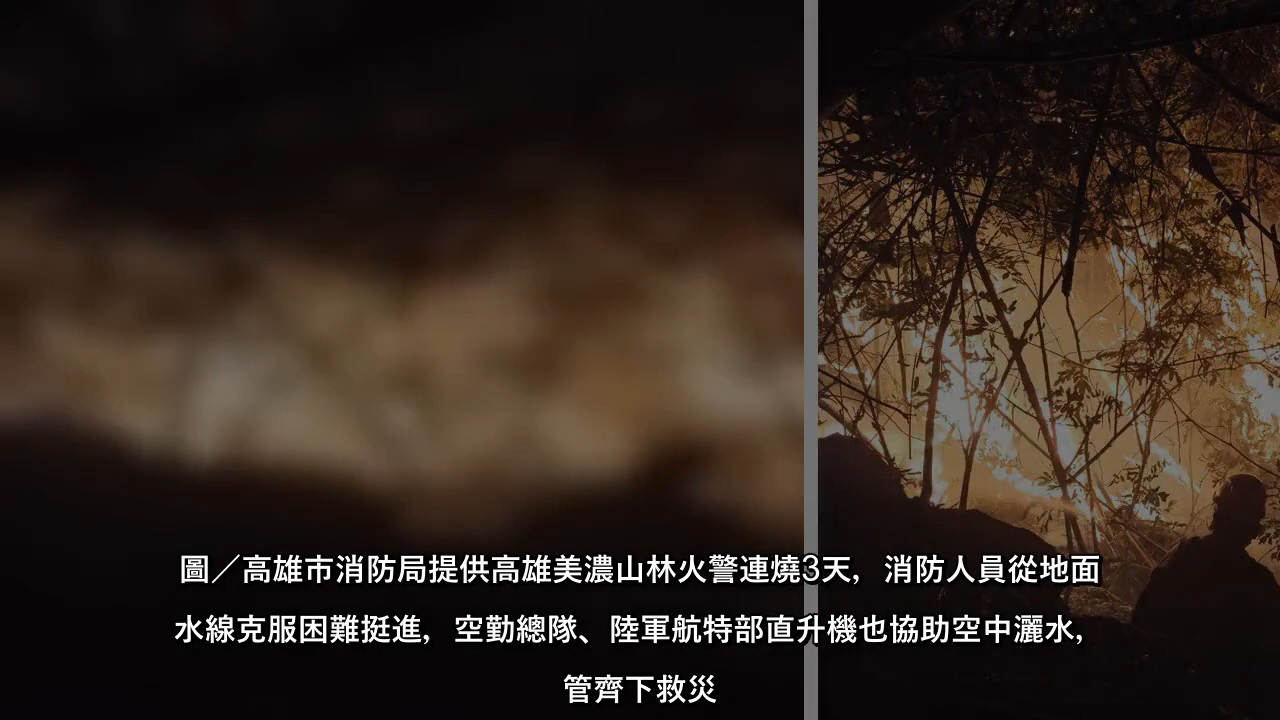 圖／高雄市消防局提供高雄美濃山林火警連燒3天，消防人員從地面
水線克服困難挺進，空勤總隊、陸軍航特部直升機也協助空中灑水，
管齊下救災